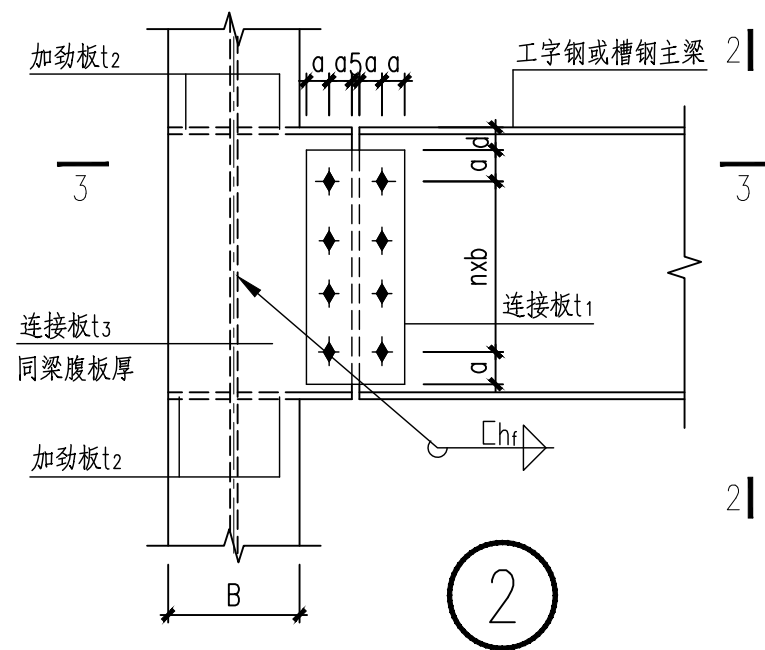 加劲板t2
a a 5 a a
工字钢或槽钢主梁
2
d
a
3
3
nxb
连接板t3
同梁腹板厚
连接板t1
a
加劲板t2
hf
2
B
2